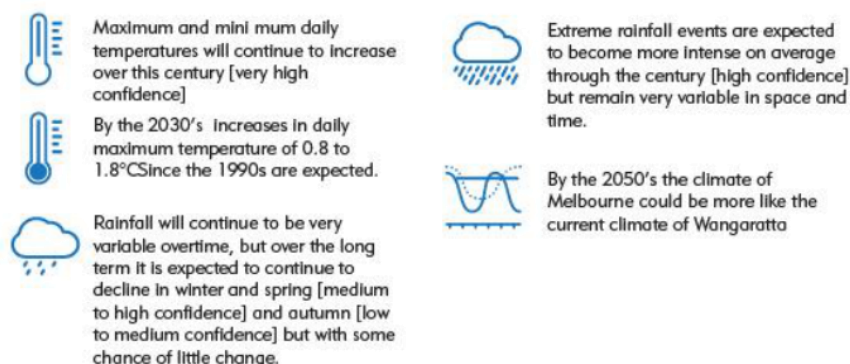 Maximum and mini mum daily
temperatures will continue to increase
over this century [very high
confidence]
By the 2030's increases in daily
maximum temperature of 0.8 to
1.8°CSince the 1990s are expected.
Rainfall will continue to be very
variable overtime, but over the long
term it is expected to continue to
decline in winter and spring [medium
to high confidence] and autumn [low
to medium confidence] but with some
chance of little change.
Extreme rainfall events are expected
to become more intense on average
through the century [high confidence]
but remain very variable in space and
time.
By the 2050's the climate of
Melbourne could be more like the
current climate of Wangaratta